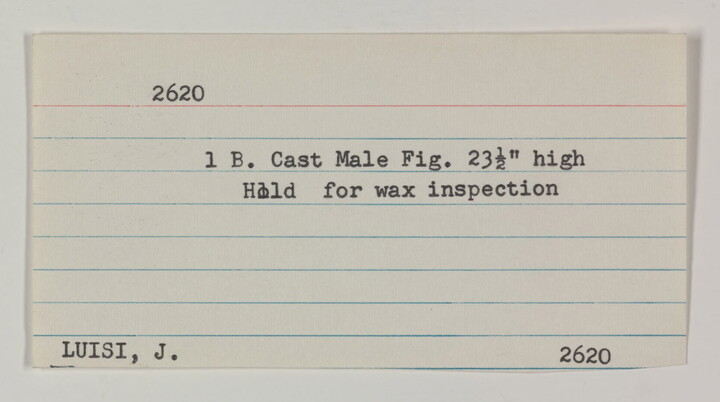 2620
1 B. Cast Male Fig. 23½" high
Hold for wax inspection
LUISI, J.
2620